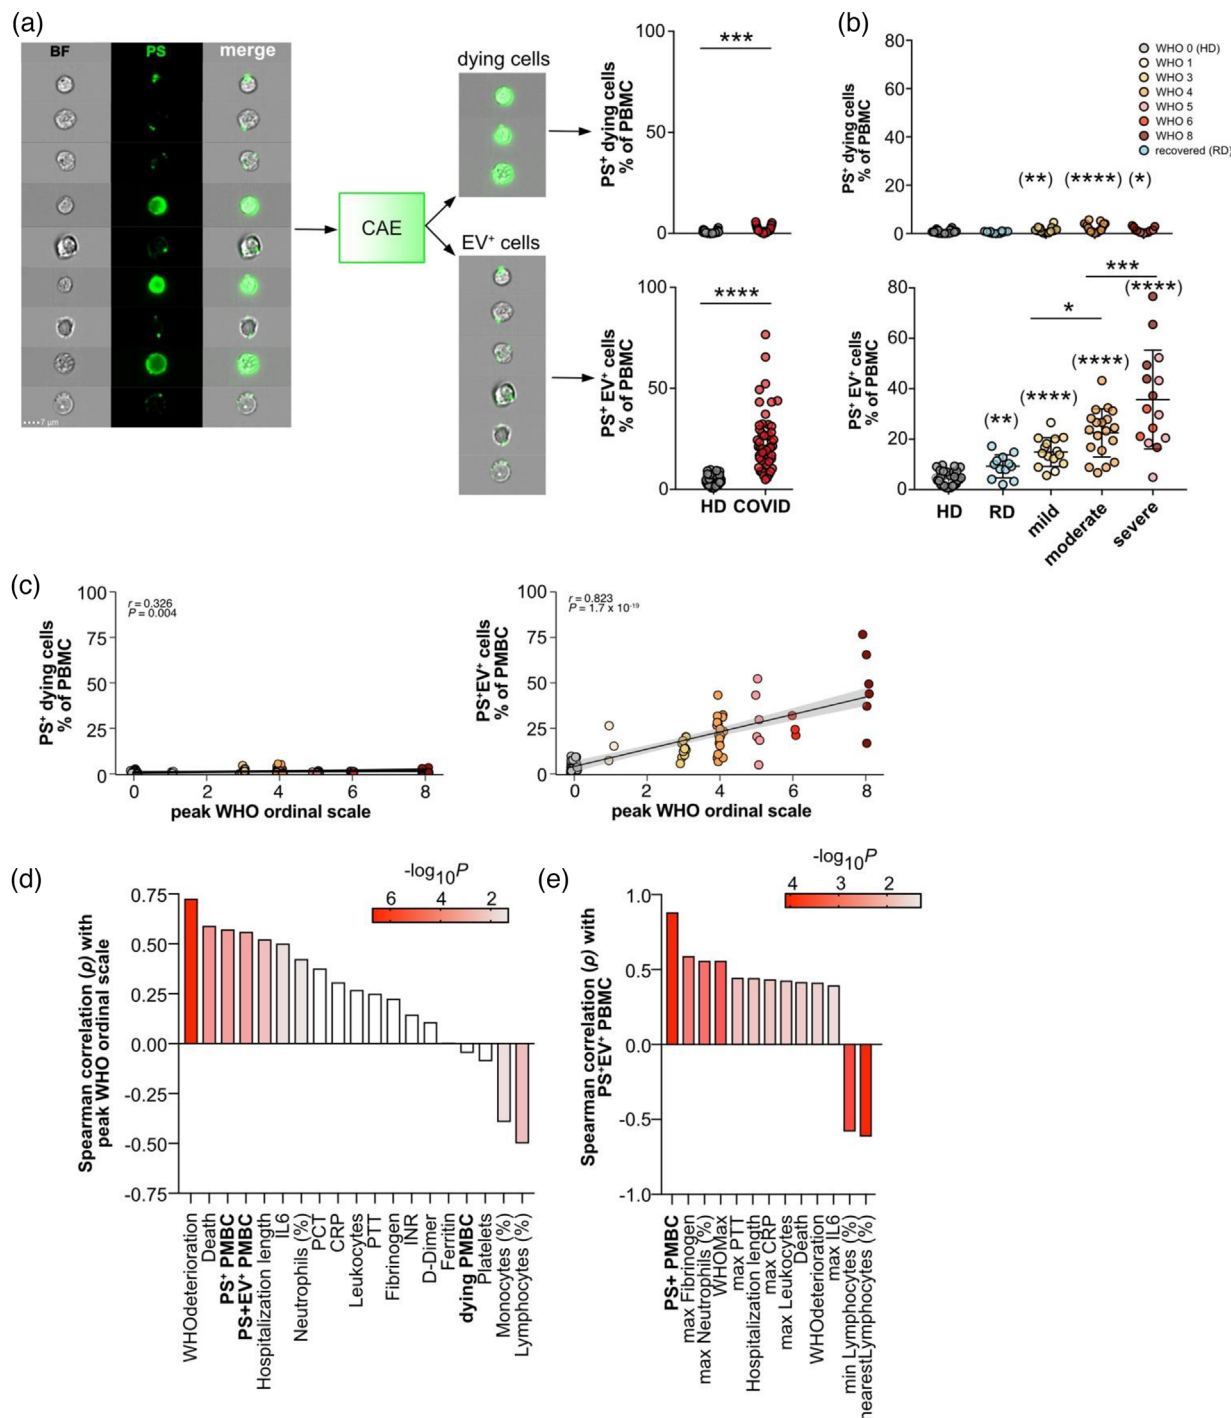 (a)
BF PS merge
7 µm
CAE
dying cells
EV⁺ cells
PS⁺ dying cells
% of PBMC
100
50
0
***
PS⁺ EV⁺ cells
% of PBMC
100
50
0
****
HD COVID
(b)
PS⁺ dying cells
% of PBMC
80
60
40
20
0
(**) (****) (*)
WHO 0 (HD)
WHO 1
WHO 3
WHO 4
WHO 5
WHO 6
WHO 8
recovered (RD)
PS⁺ EV⁺ cells
% of PBMC
80
60
40
20
0
(**)
(****)
*
(****)
***
(****)
HD RD mild moderate severe
(c)
PS⁺ dying cells
% of PBMC
100
75
50
25
0
r = 0.326
P = 0.004
0 2 4 6 8
peak WHO ordinal scale
PS⁺EV⁺ cells
% of PMBC
100
75
50
25
0
r = 0.823
P = 1.7 x 10⁻¹⁹
0 2 4 6 8
peak WHO ordinal scale
(d)
-log₁₀P
6 4 2
Spearman correlation (ρ) with
peak WHO ordinal scale
0.75
0.50
0.25
0.00
-0.25
-0.50
-0.75
WHOdeterioration
Death
PS⁺ PMBC
PS+EV⁺ PMBC
Hospitalization length
IL6
Neutrophils (%)
PCT
CRP
Leukocytes
PTT
Fibrinogen
INR
D-Dimer
Ferritin
dying PMBC
Platelets
Monocytes (%)
Lymphocytes (%)
(e)
-log₁₀P
4 3 2
Spearman correlation (ρ) with
PS⁺EV⁺ PBMC
1.0
0.5
0.0
-0.5
-1.0
PS+ PMBC
max Fibrinogen
max Neutrophils (%)
WHOMax
max PTT
Hospitalization length
max CRP
max Leukocytes
Death
WHOdeterioration
max IL6
min Lymphocytes (%)
nearestLymphocytes (%)